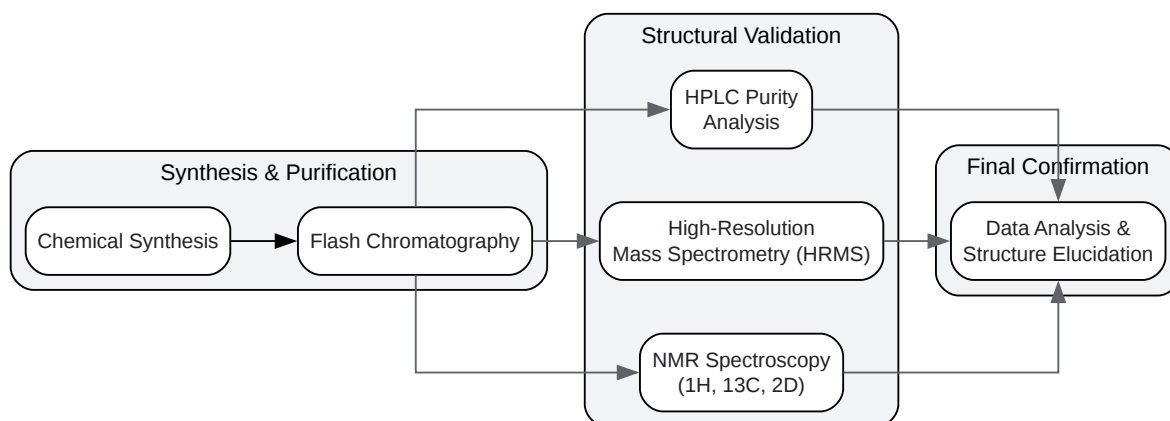 Structural Validation
HPLC Purity
Analysis
Synthesis & Purification
Final Confirmation
Chemical Synthesis
Flash Chromatography
High-Resolution
Mass Spectrometry (HRMS)
Data Analysis &
Structure Elucidation
NMR Spectroscopy
(1H, 13C, 2D)